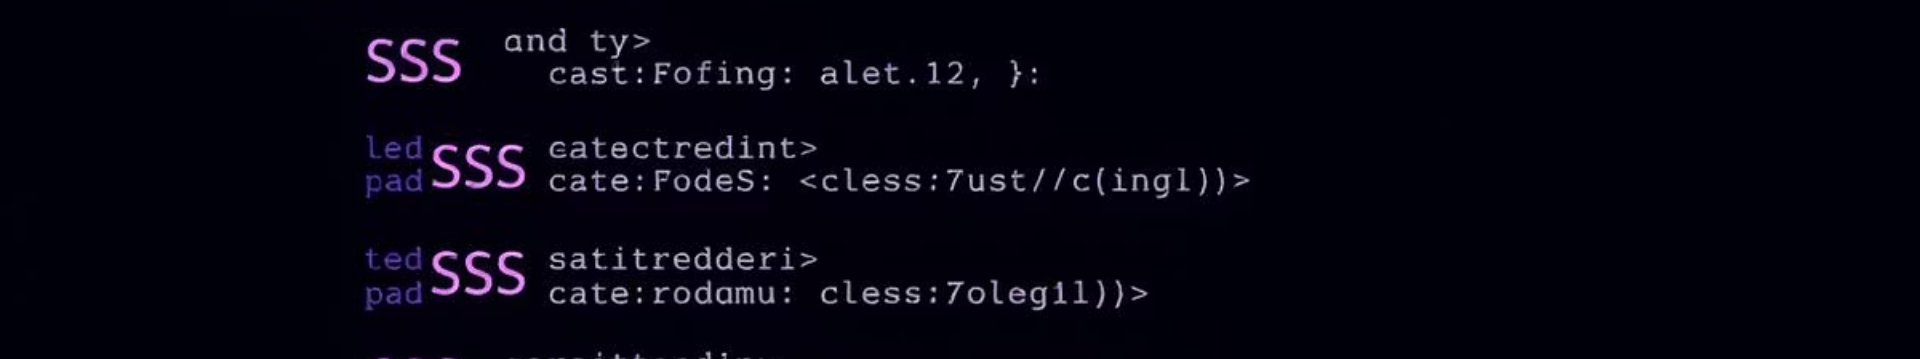 SSS and ty>
cast:Fofing: alet.12, }:
led SSS catectredint>
pad cate:FodeS: <cless:7ust//c(ingl))>
ted SSS satitredderi>
pad cate:rodamu: cless:7oleg1l))>